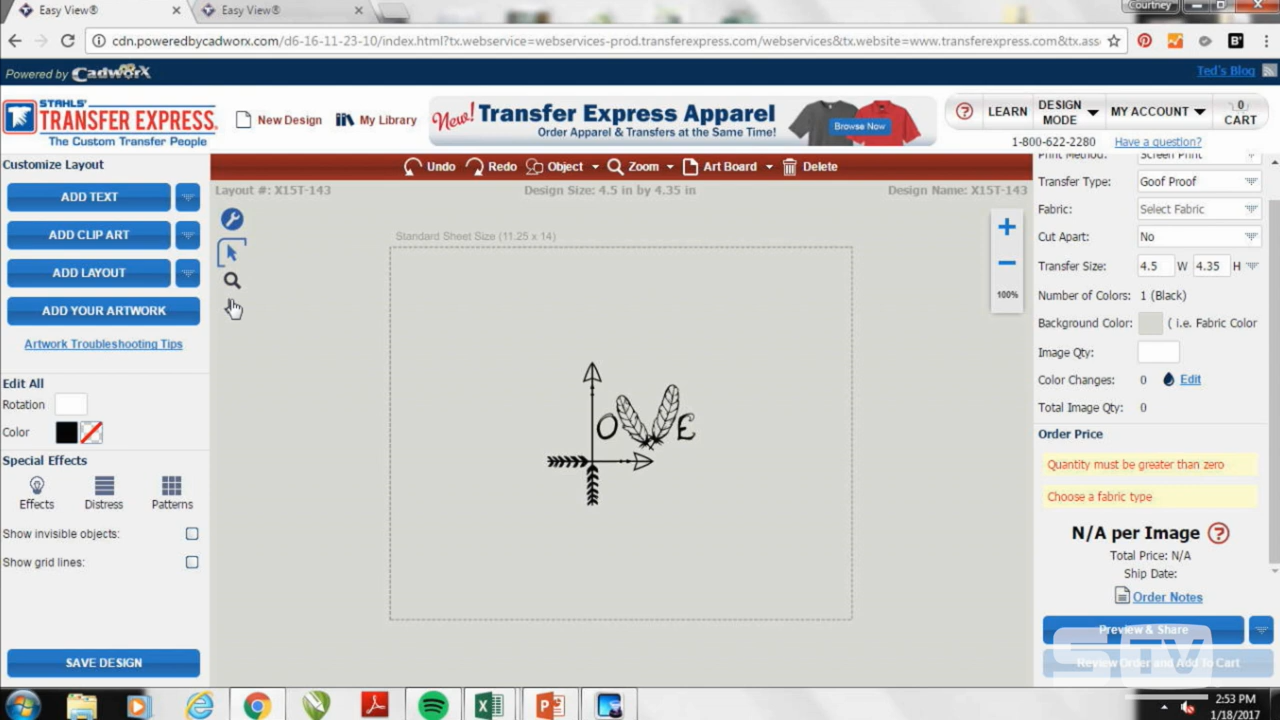 Easy View®
Easy View®
Courtney
cdn.poweredbycadworx.com/d6-16-11-23-10/index.html?tx.webservice=webservices-prod.transferexpress.com/webservices&tx.website=www.transferexpress.com&tx.ass
Powered by CadworX
Ted's Blog
STAHLS'
TRANSFER EXPRESS.
The Custom Transfer People
New Design
My Library
New! Transfer Express Apparel
Order Apparel & Transfers at the Same Time!
Browse Now
LEARN
DESIGN MODE
MY ACCOUNT
0 CART
1-800-622-2280
Have a question?
Customize Layout
ADD TEXT
ADD CLIP ART
ADD LAYOUT
ADD YOUR ARTWORK
Artwork Troubleshooting Tips
Edit All
Rotation
Color
Special Effects
Effects
Distress
Patterns
Show invisible objects:
Show grid lines:
SAVE DESIGN
Undo
Redo
Object
Zoom
Art Board
Delete
Layout #: X15T-143
Design Size: 4.5 in by 4.35 in
Design Name: X15T-143
Standard Sheet Size (11.25 x 14)
100%
O E
Print Method: Screen Print
Transfer Type: Goof Proof
Fabric: Select Fabric
Cut Apart: No
Transfer Size: 4.5 W 4.35 H
Number of Colors: 1 (Black)
Background Color: ( i.e. Fabric Color
Image Qty:
Color Changes: 0 Edit
Total Image Qty: 0
Order Price
Quantity must be greater than zero
Choose a fabric type
N/A per Image
Total Price: N/A
Ship Date:
Order Notes
Preview & Share
Review Order and Add To Cart
STV
2:53 PM
1/18/2017